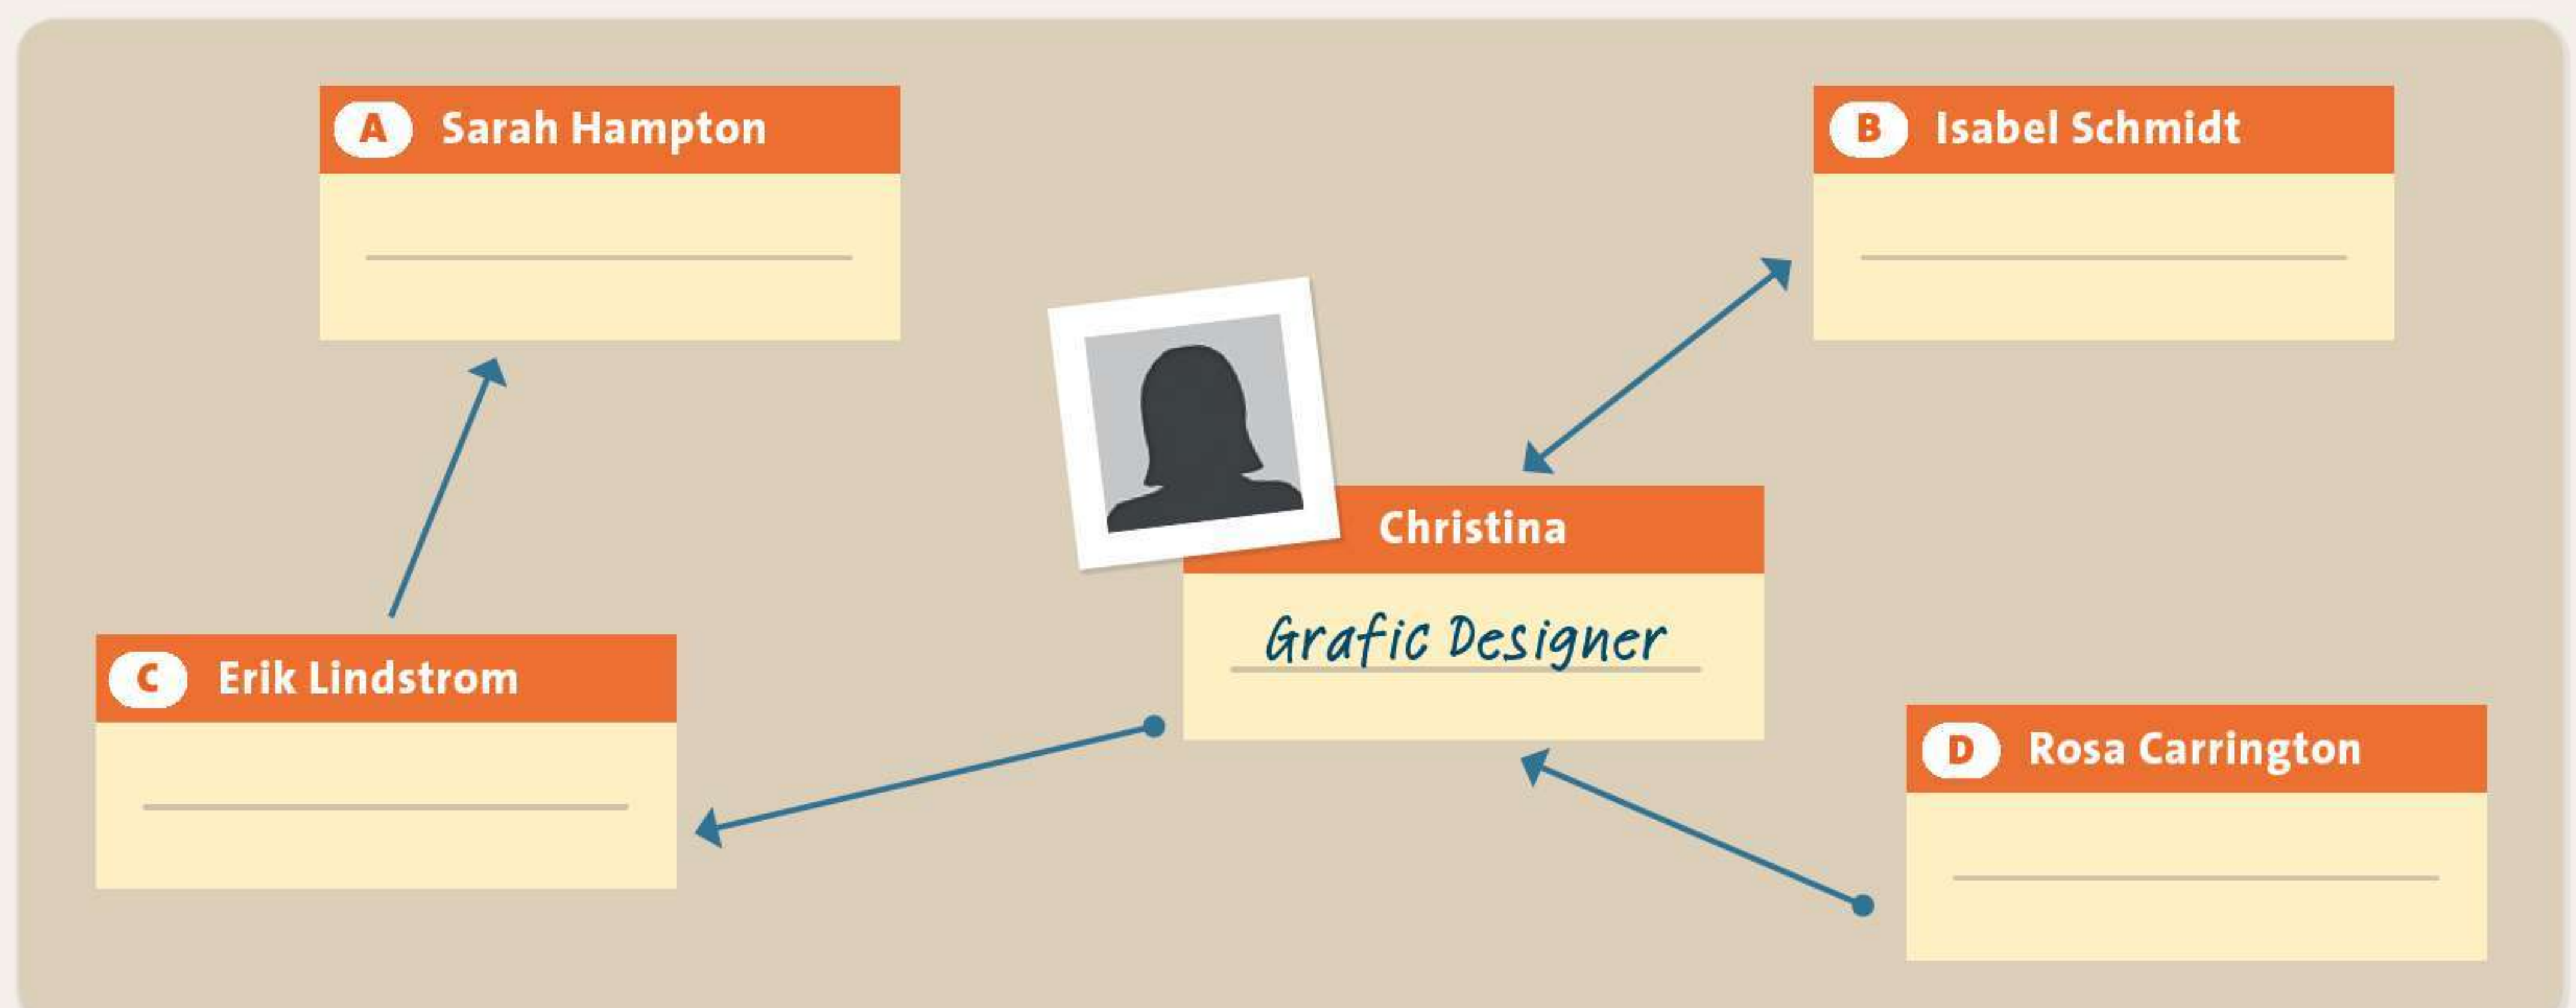 A Sarah Hampton
B Isabel Schmidt
Christina
Grafic Designer
C Erik Lindstrom
D Rosa Carrington